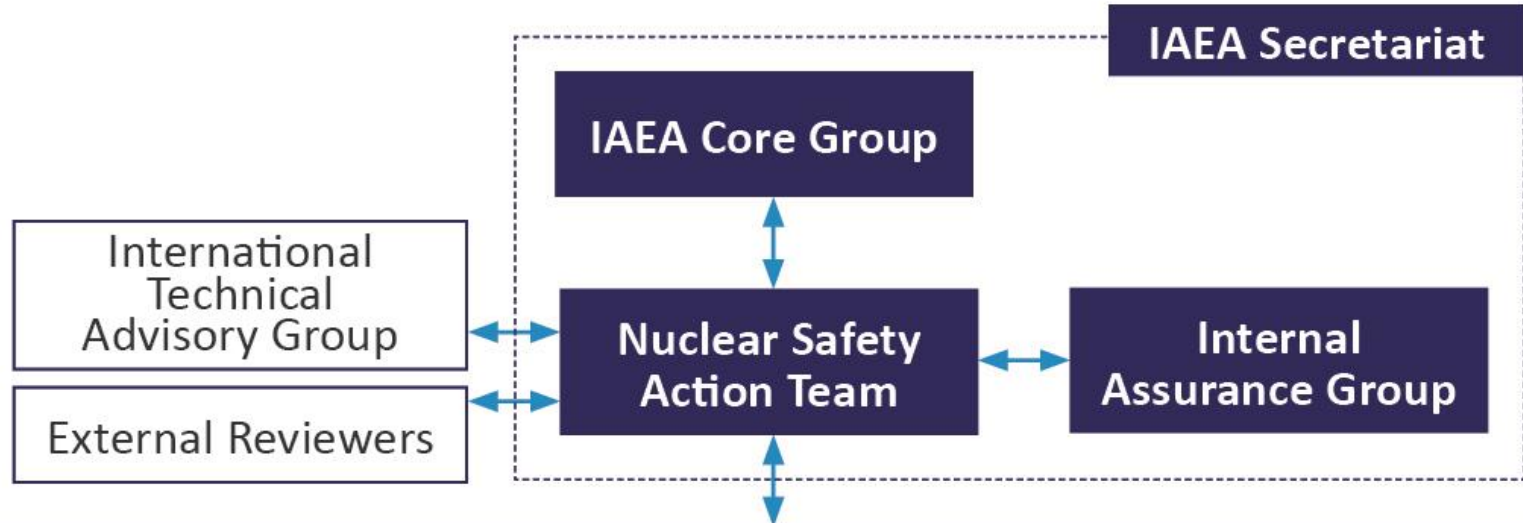 IAEA Secretariat
IAEA Core Group
International
Technical
Advisory Group
Nuclear Safety
Action Team
Internal
Assurance Group
External Reviewers